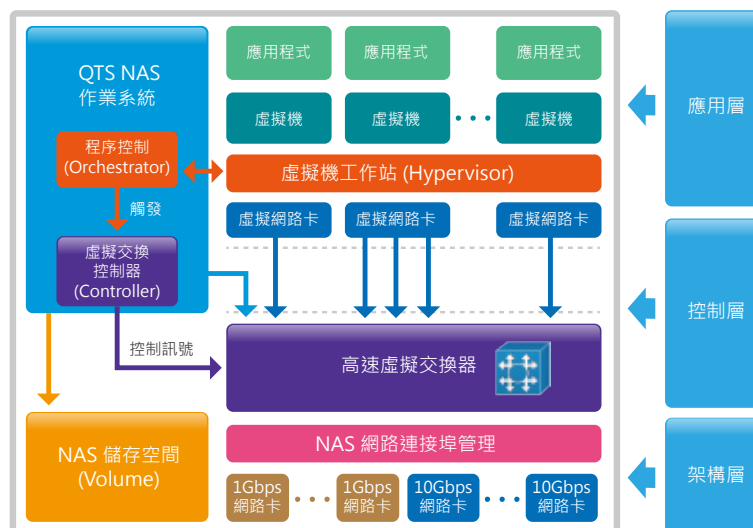 QTS NAS
作業系統
程序控制
(Orchestrator)
觸發
虛擬交換
控制器
(Controller)
控制訊號
NAS 儲存空間
(Volume)
應用程式
應用程式
應用程式
虛擬機
虛擬機
虛擬機
虛擬機工作站 (Hypervisor)
虛擬網路卡
虛擬網路卡
虛擬網路卡
高速虛擬交換器
NAS 網路連接埠管理
1Gbps
網路卡
1Gbps
網路卡
10Gbps
網路卡
10Gbps
網路卡
應用層
控制層
架構層